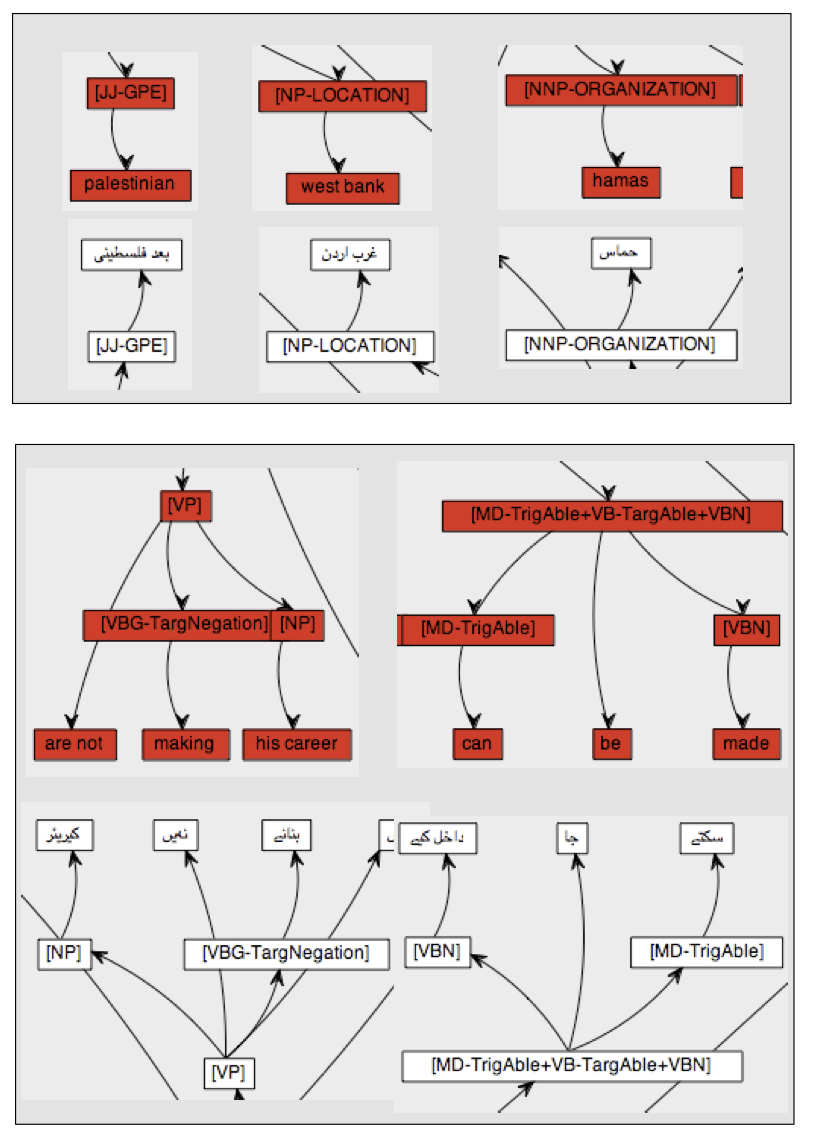 [JJ-GPE] [NP-LOCATION] [NNP-ORGANIZATION]
palestinian west bank hamas
بعد فلسطینی غرب اردن حماس
[JJ-GPE] [NP-LOCATION] [NNP-ORGANIZATION]
[VP] [MD-TrigAble+VB-TargAble+VBN]
[VBG-TargNegation] [NP] [MD-TrigAble] [VBN]
are not making his career can be made
کیریئر نہیں بنانے داخل کیے جا سکتے
[NP] [VBG-TargNegation] [VBN] [MD-TrigAble]
[VP] [MD-TrigAble+VB-TargAble+VBN]